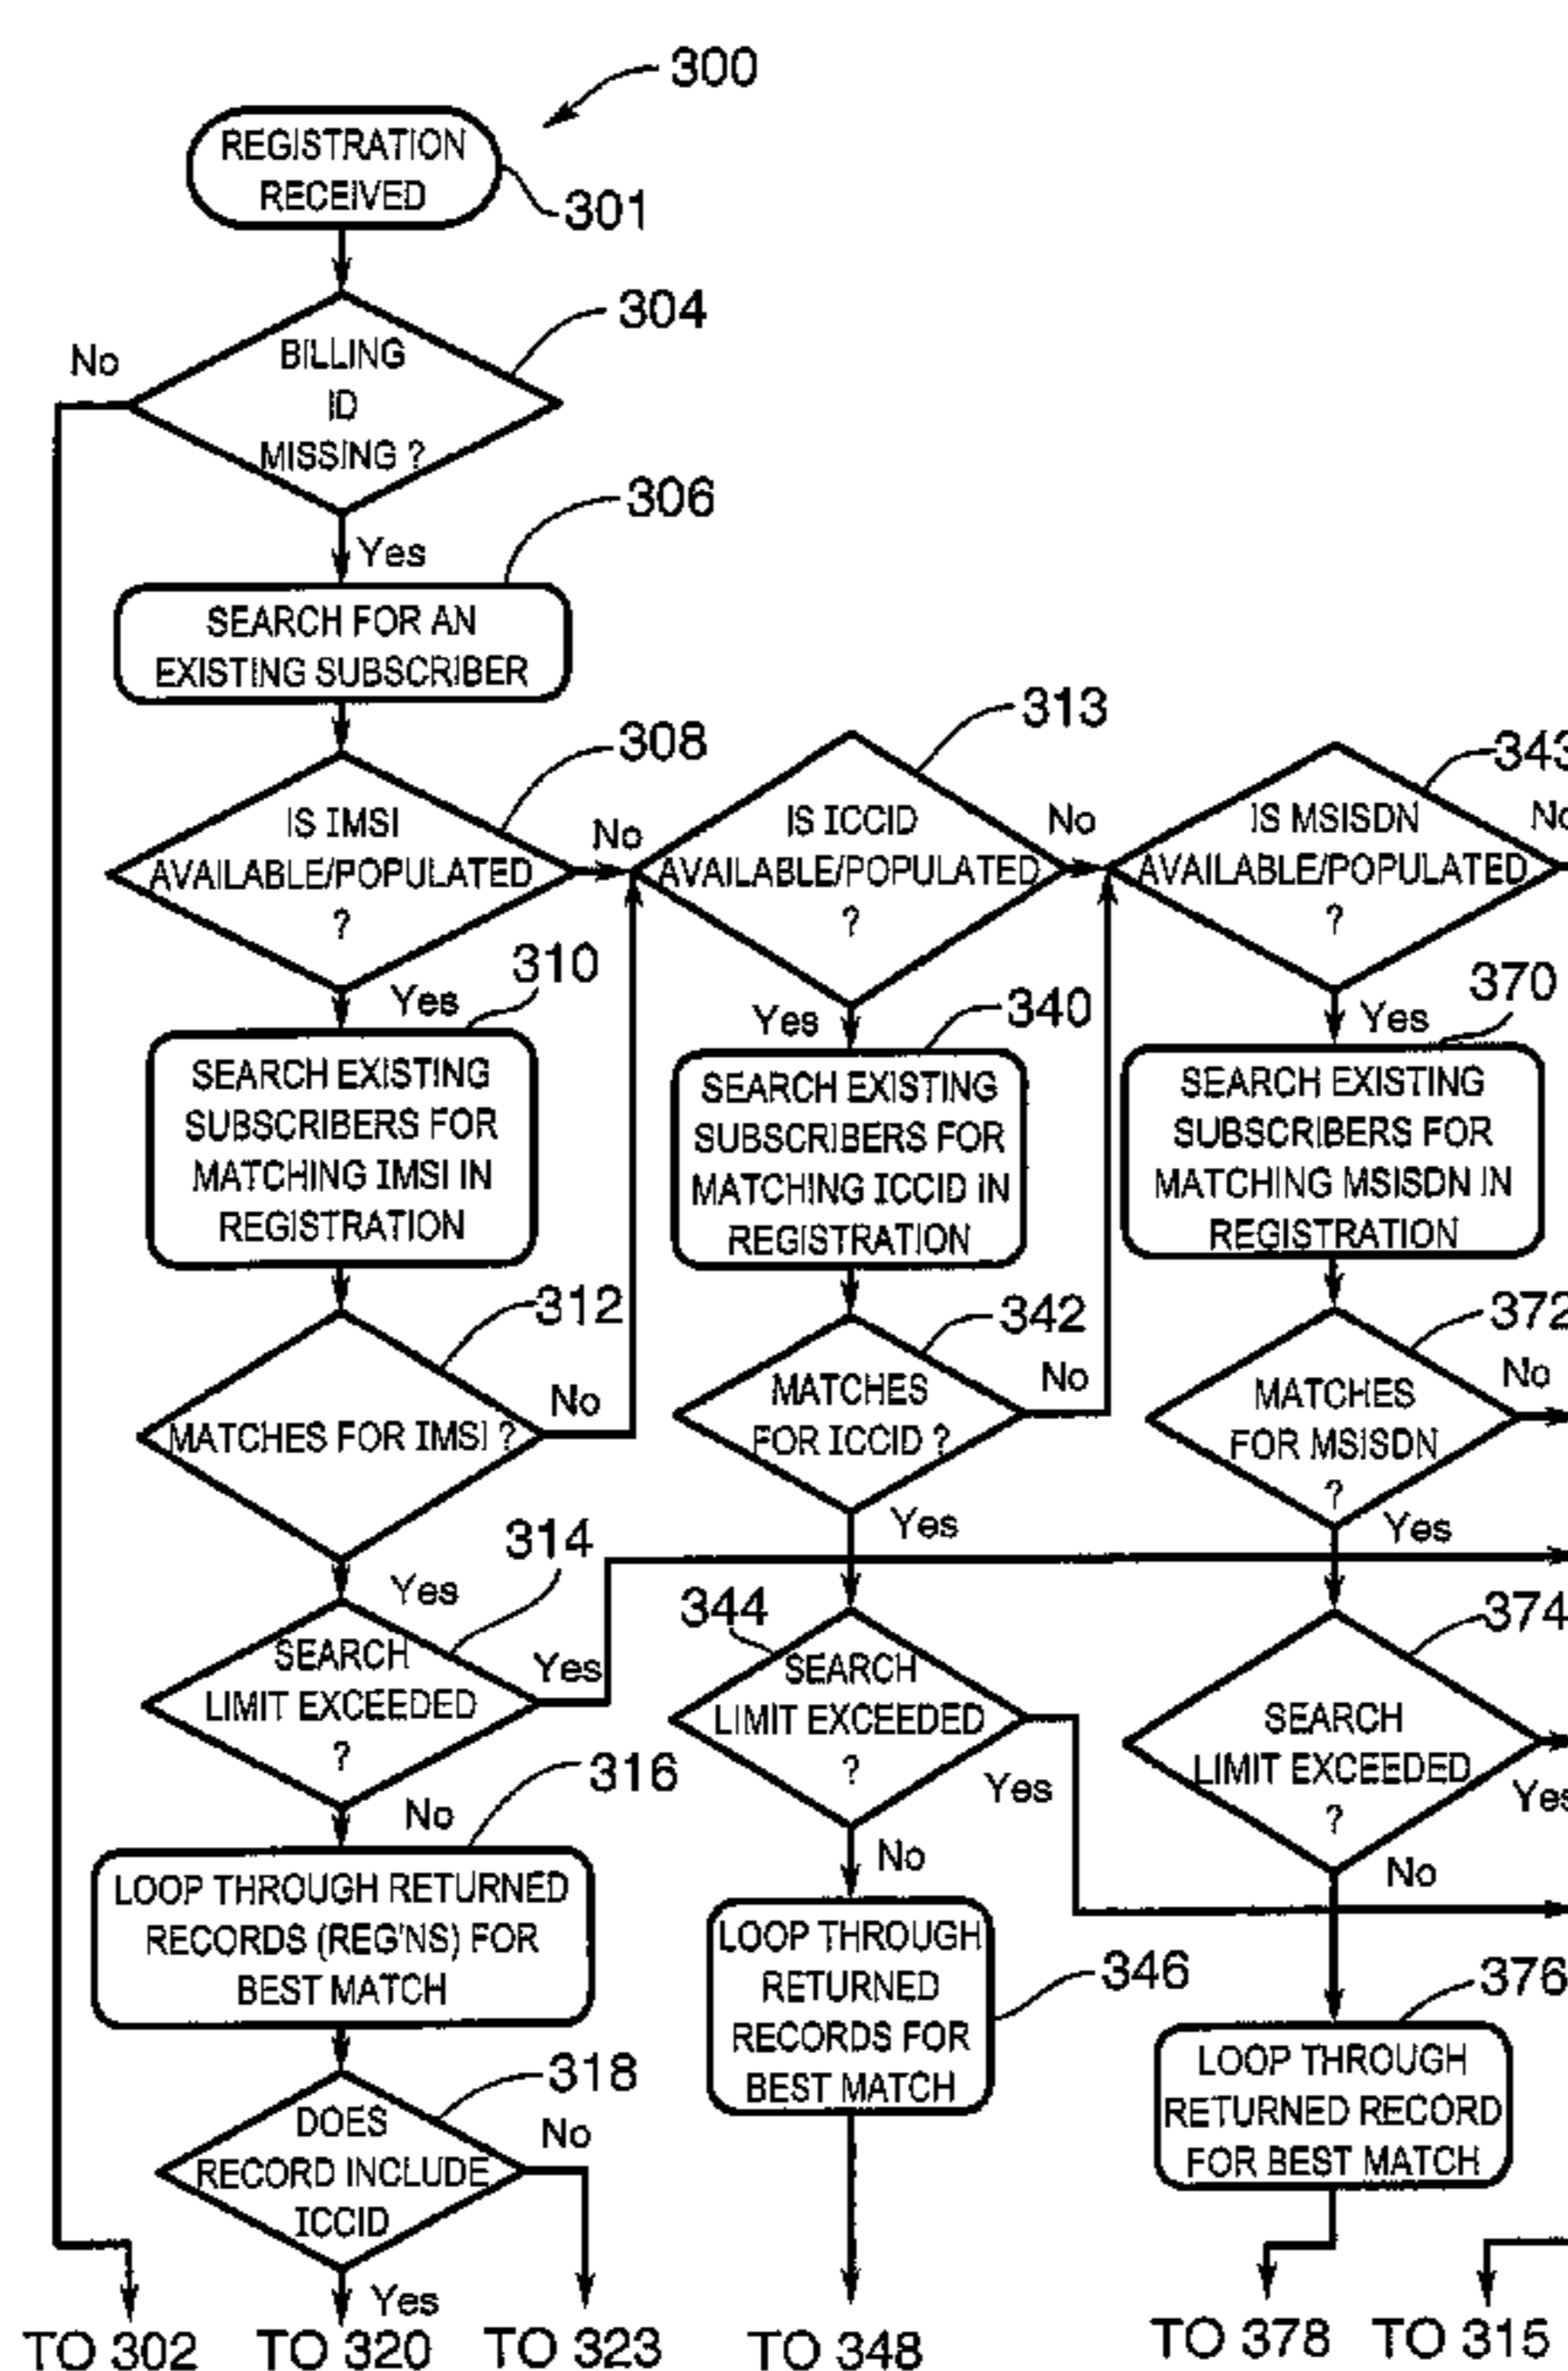 300
REGISTRATION
RECEIVED
301
304
No
BILLING
ID
MISSING ?
306
Yes
SEARCH FOR AN
EXISTING SUBSCRIBER
308
IS IMSI
AVAILABLE/POPULATED
?
No
313
IS ICCID
AVAILABLE/POPULATED
?
No
343
IS MSISDN
AVAILABLE/POPULATED
?
No
310
Yes
SEARCH EXISTING
SUBSCRIBERS FOR
MATCHING IMSI IN
REGISTRATION
340
Yes
SEARCH EXISTING
SUBSCRIBERS FOR
MATCHING ICCID IN
REGISTRATION
370
Yes
SEARCH EXISTING
SUBSCRIBERS FOR
MATCHING MSISDN IN
REGISTRATION
312
MATCHES FOR IMSI ?
No
342
MATCHES
FOR ICCID ?
No
372
MATCHES
FOR MSISDN
?
No
314
Yes
SEARCH
LIMIT EXCEEDED
?
Yes
Yes
344
SEARCH
LIMIT EXCEEDED
?
Yes
Yes
374
SEARCH
LIMIT EXCEEDED
?
Yes
316
No
LOOP THROUGH RETURNED
RECORDS (REG'NS) FOR
BEST MATCH
No
LOOP THROUGH
RETURNED
RECORDS FOR
BEST MATCH
346
No
376
LOOP THROUGH
RETURNED RECORD
FOR BEST MATCH
318
DOES
RECORD INCLUDE
ICCID
No
Yes
TO 302
TO 320
TO 323
TO 348
TO 378
TO 315